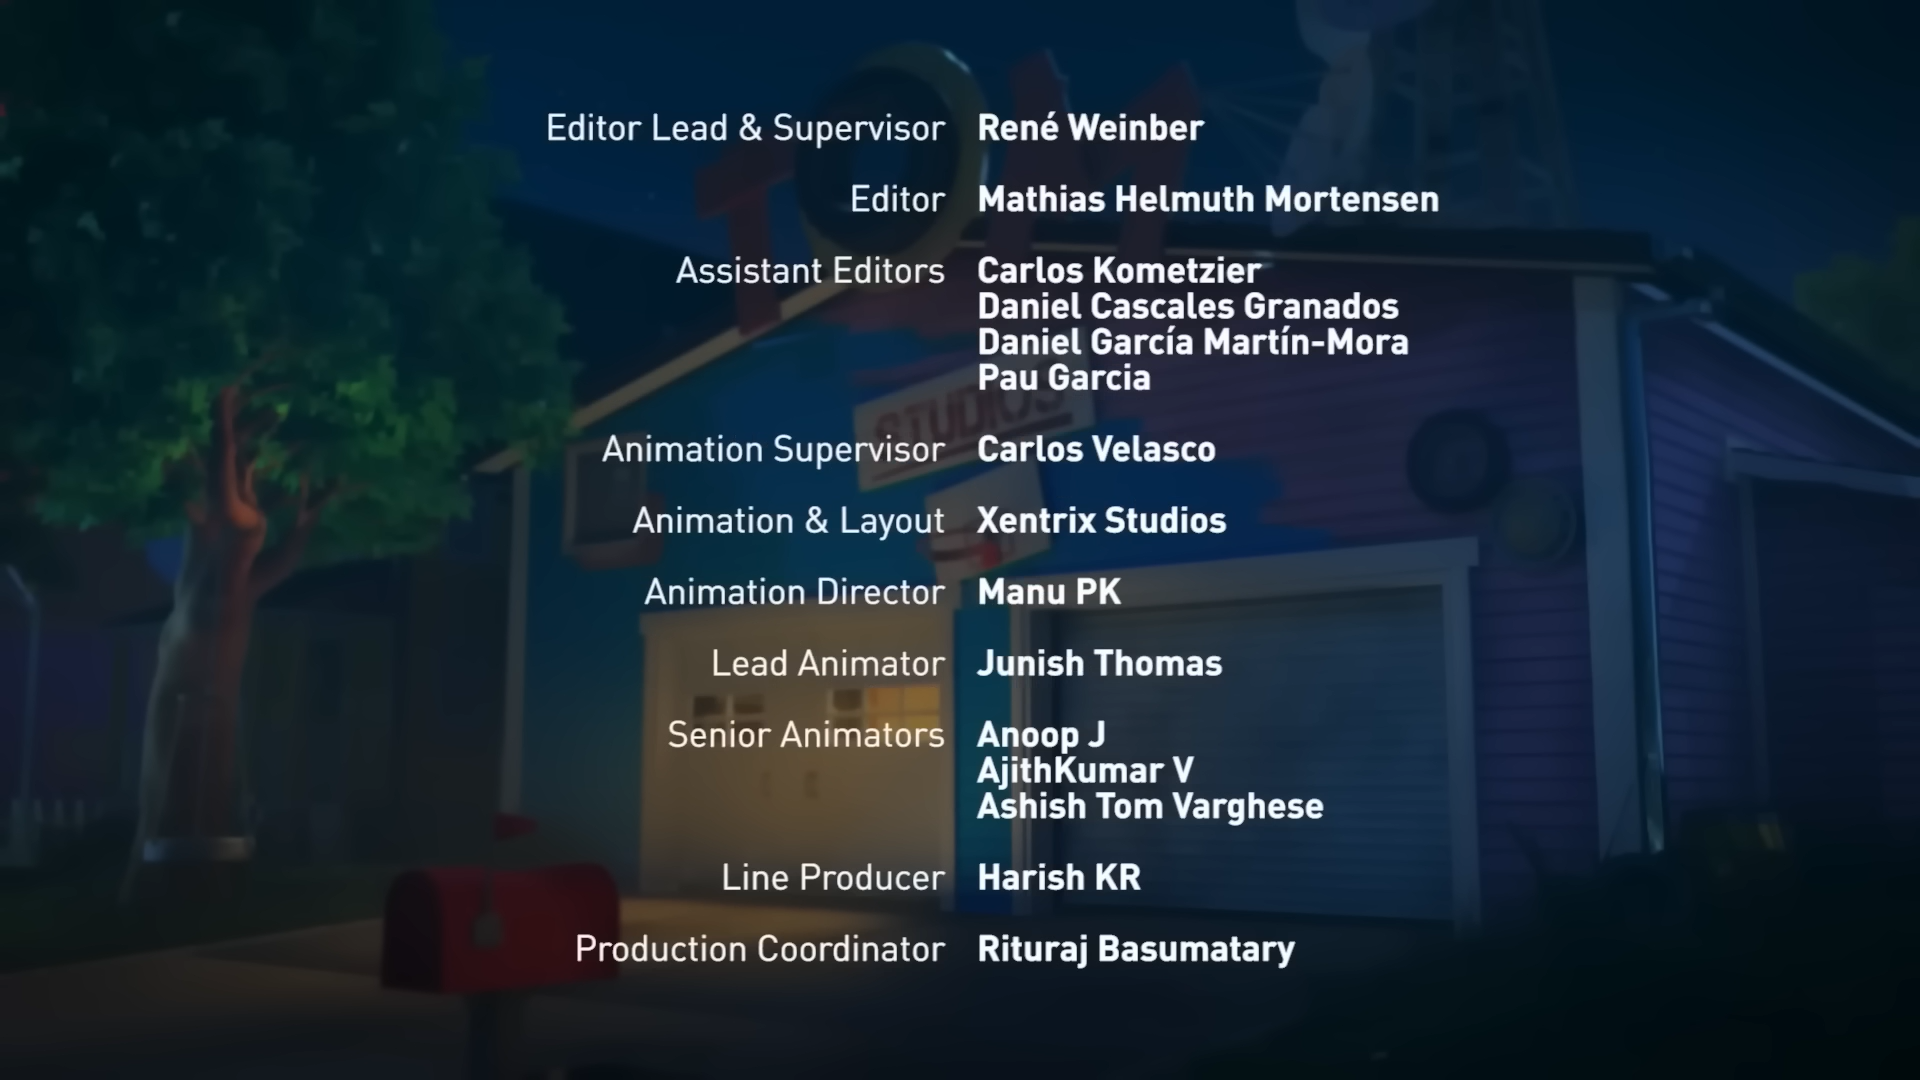 TOM
STUDIOS
Editor Lead & Supervisor René Weinber
Editor Mathias Helmuth Mortensen
Assistant Editors Carlos Kometzier
Daniel Cascales Granados
Daniel García Martín-Mora
Pau Garcia
Animation Supervisor Carlos Velasco
Animation & Layout Xentrix Studios
Animation Director Manu PK
Lead Animator Junish Thomas
Senior Animators Anoop J
AjithKumar V
Ashish Tom Varghese
Line Producer Harish KR
Production Coordinator Rituraj Basumatary